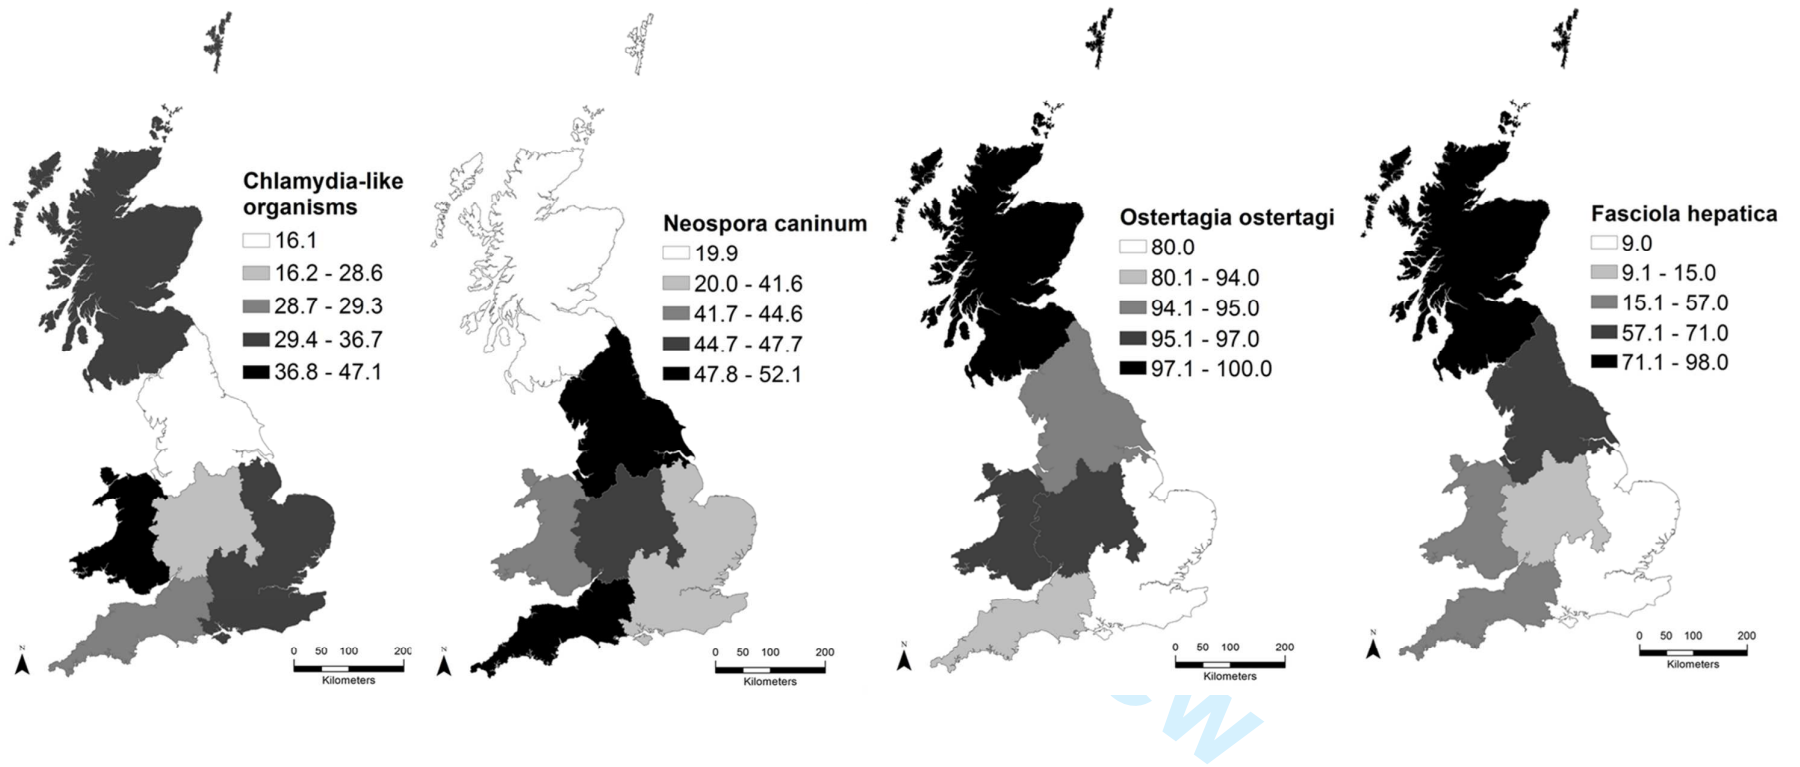 Chlamydia-like
organisms
16.1
16.2 - 28.6
28.7 - 29.3
29.4 - 36.7
36.8 - 47.1
N
0 50 100 200
Kilometers
Neospora caninum
19.9
20.0 - 41.6
41.7 - 44.6
44.7 - 47.7
47.8 - 52.1
N
0 50 100 200
Kilometers
Ostertagia ostertagi
80.0
80.1 - 94.0
94.1 - 95.0
95.1 - 97.0
97.1 - 100.0
N
0 50 100 200
Kilometers
Fasciola hepatica
9.0
9.1 - 15.0
15.1 - 57.0
57.1 - 71.0
71.1 - 98.0
N
0 50 100 200
Kilometers